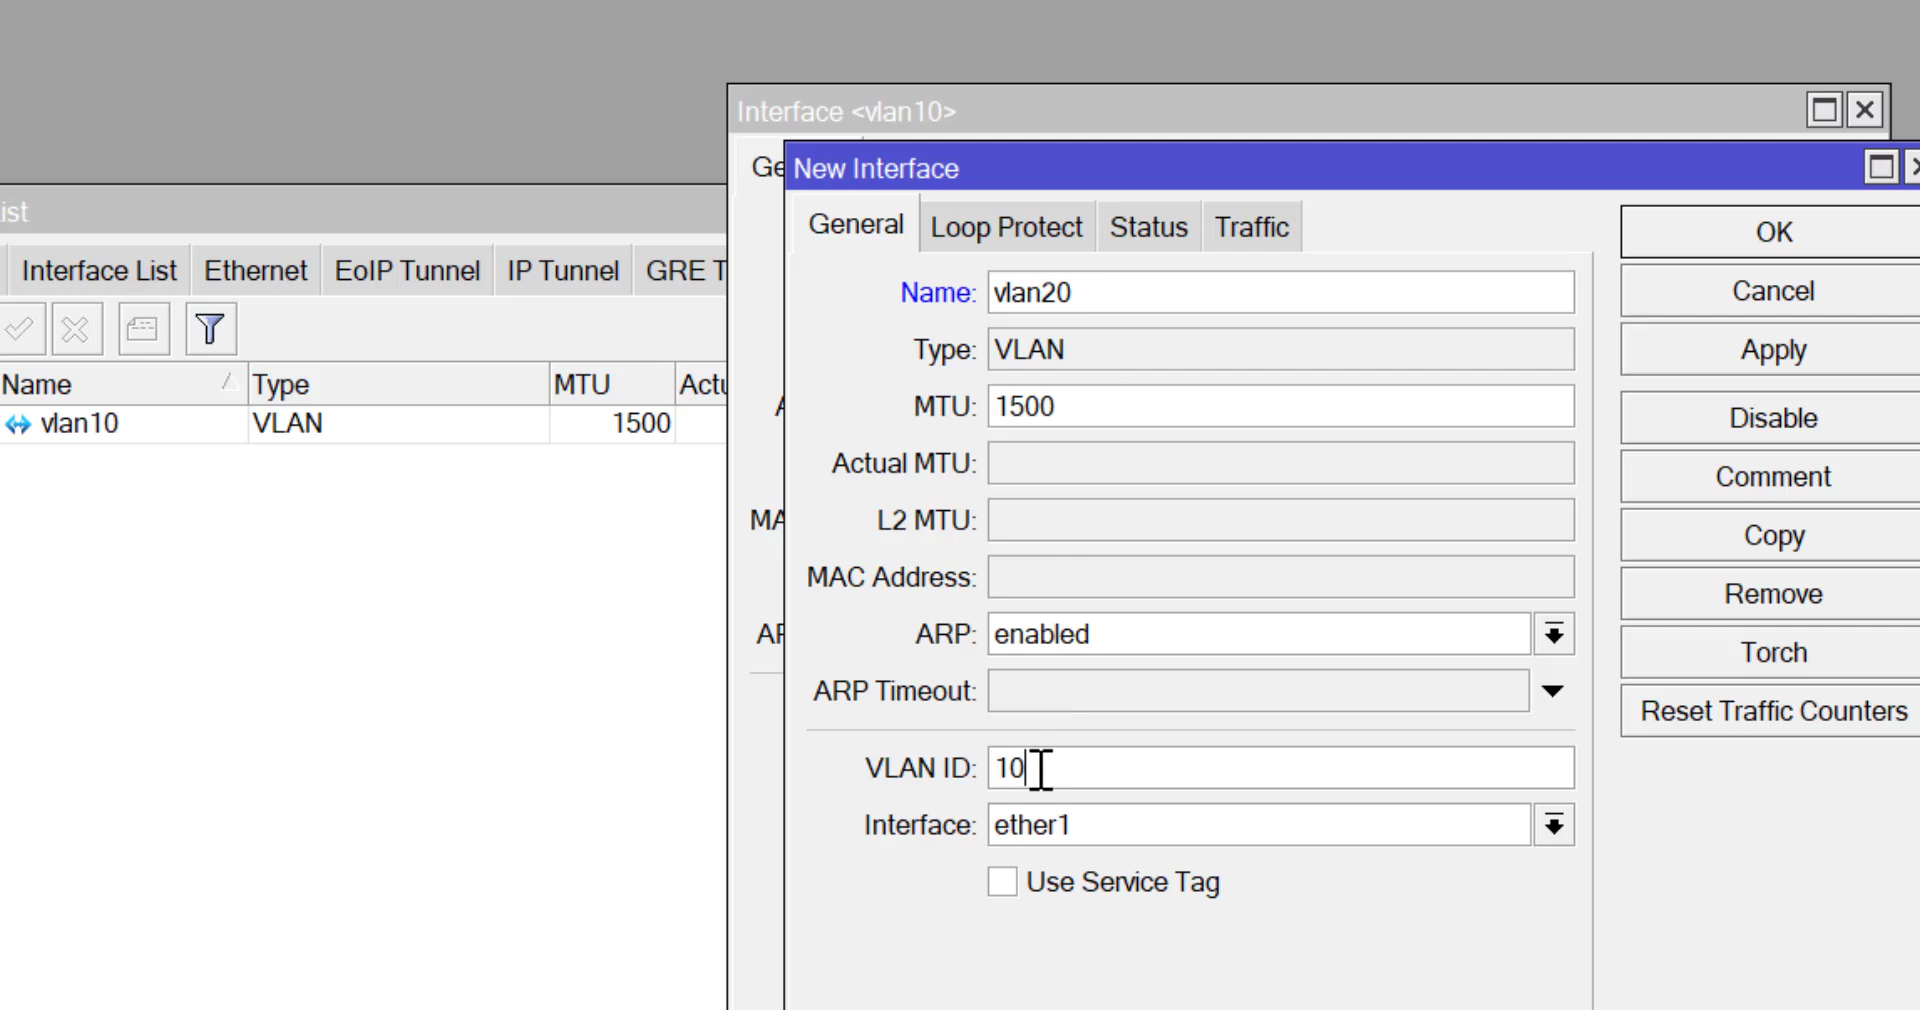 Interface <vlan10>
Ge
New Interface
ist
General Loop Protect Status Traffic
OK
Interface List Ethernet EoIP Tunnel IP Tunnel GRE T
Cancel
Name: vlan20
Type: VLAN
Apply
Name Type MTU Actu
MTU: 1500
Disable
vlan10 VLAN 1500
Actual MTU:
Comment
MA
L2 MTU:
Copy
MAC Address:
Remove
ARP: enabled
Torch
ARP Timeout:
Reset Traffic Counters
VLAN ID: 10
Interface: ether1
Use Service Tag